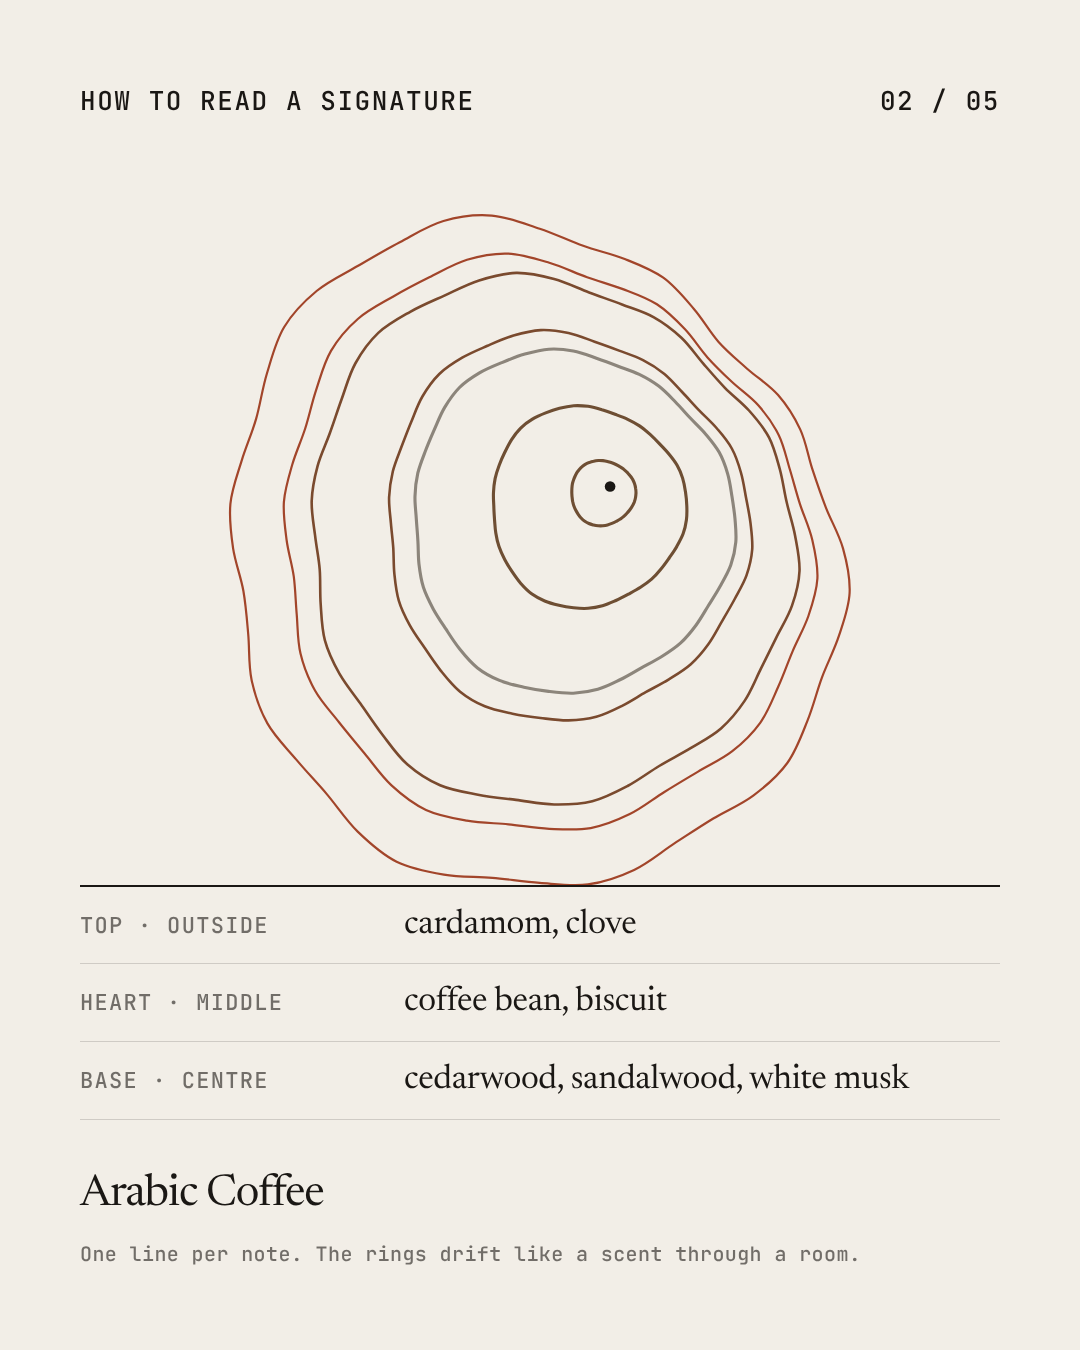 HOW TO READ A SIGNATURE
02 / 05
TOP · OUTSIDE
cardamom, clove
HEART · MIDDLE
coffee bean, biscuit
BASE · CENTRE
cedarwood, sandalwood, white musk
Arabic Coffee
One line per note. The rings drift like a scent through a room.